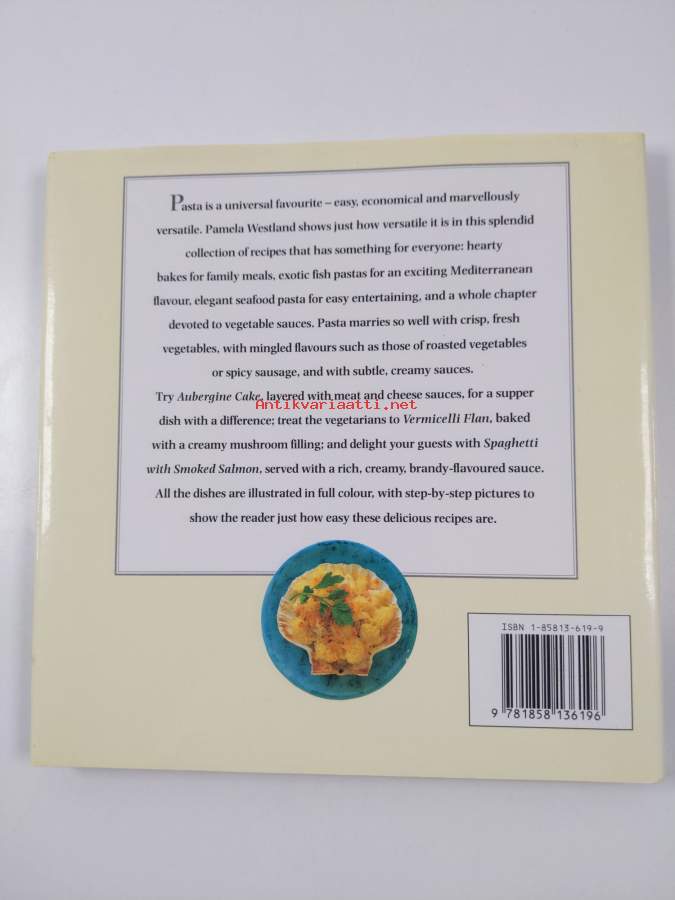 Pasta is a universal favourite – easy, economical and marvellously
versatile. Pamela Westland shows just how versatile it is in this splendid
collection of recipes that has something for everyone: hearty
bakes for family meals, exotic fish pastas for an exciting Mediterranean
flavour, elegant seafood pasta for easy entertaining, and a whole chapter
devoted to vegetable sauces. Pasta marries so well with crisp, fresh
vegetables, with mingled flavours such as those of roasted vegetables
or spicy sausage, and with subtle, creamy sauces.
Try Aubergine Cake, layered with meat and cheese sauces, for a supper
Antikvariaatti.net
dish with a difference; treat the vegetarians to Vermicelli Flan, baked
with a creamy mushroom filling; and delight your guests with Spaghetti
with Smoked Salmon, served with a rich, creamy, brandy-flavoured sauce.
All the dishes are illustrated in full colour, with step-by-step pictures to
show the reader just how easy these delicious recipes are.
ISBN 1-85813-619-9
9 781858 136196